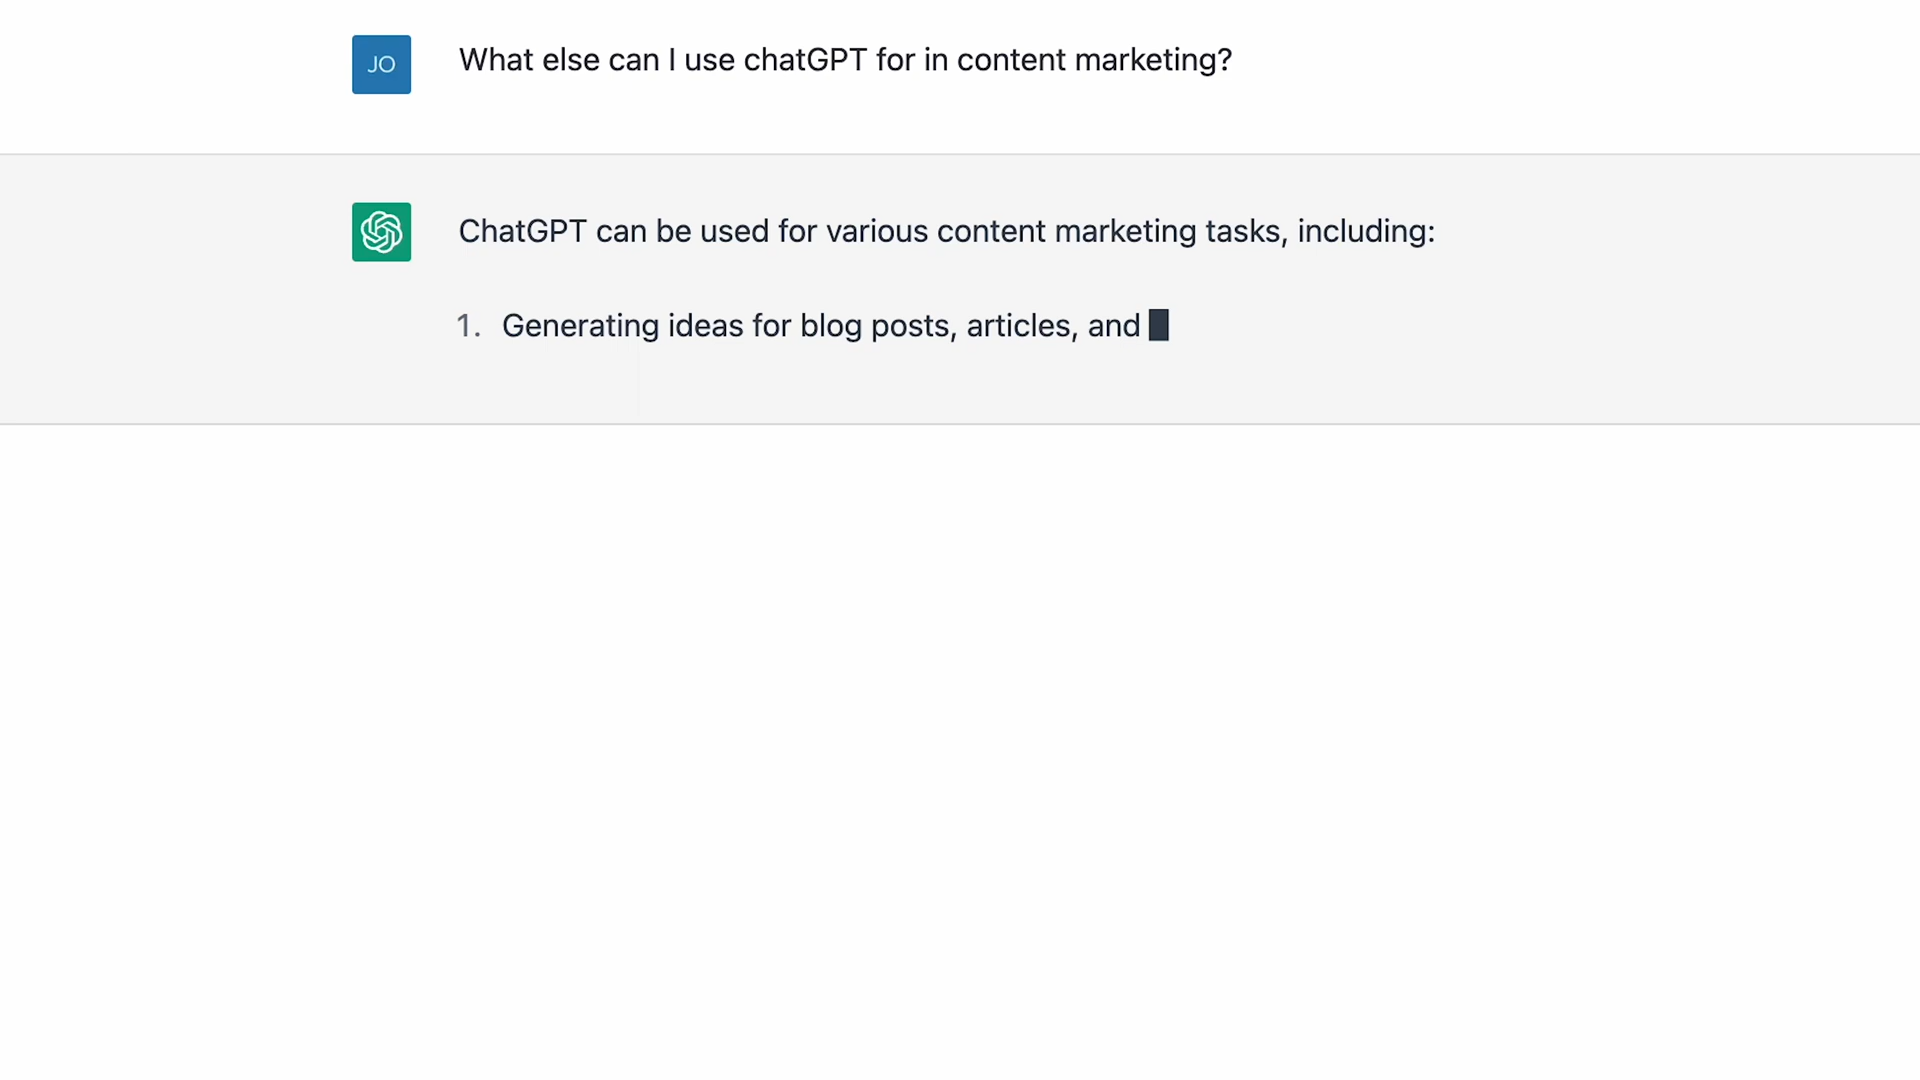 JO
What else can I use chatGPT for in content marketing?
ChatGPT can be used for various content marketing tasks, including:
1. Generating ideas for blog posts, articles, and